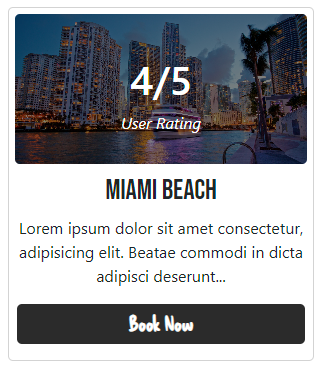 4/5
User Rating
MIAMI BEACH
Lorem ipsum dolor sit amet consectetur,
adipisicing elit. Beatae commodi in dicta
adipisci deserunt...
Book Now